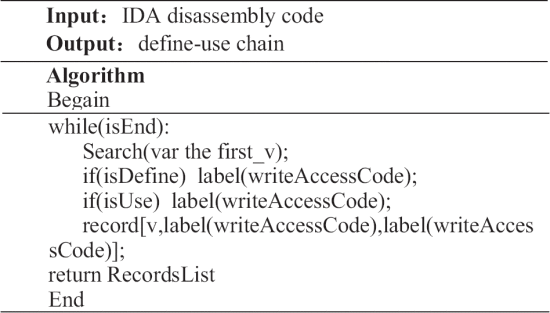 Input：IDA disassembly code
Output：define-use chain
Algorithm
Begain
while(isEnd):
Search(var the first_v);
if(isDefine) label(writeAccessCode);
if(isUse) label(writeAccessCode);
record[v,label(writeAccessCode),label(writeAcces
sCode)];
return RecordsList
End